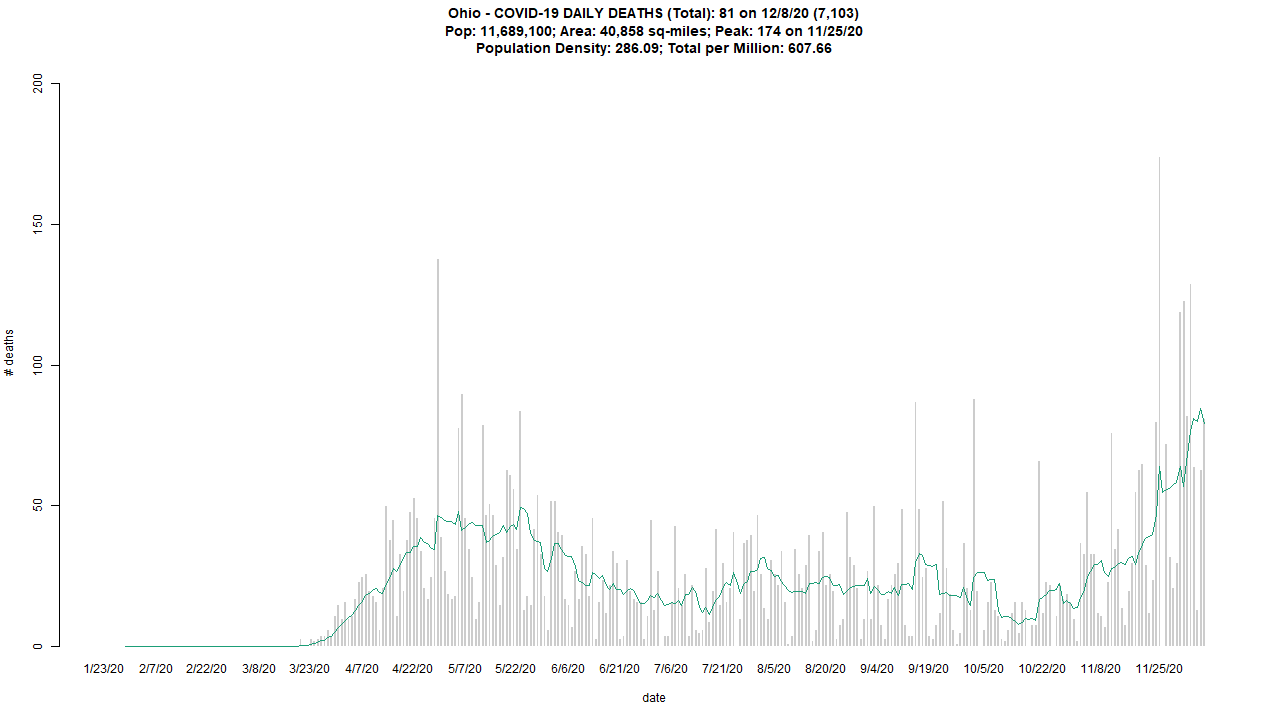 Ohio - COVID-19 DAILY DEATHS (Total): 81 on 12/8/20 (7,103)
Pop: 11,689,100; Area: 40,858 sq-miles; Peak: 174 on 11/25/20
Population Density: 286.09; Total per Million: 607.66
200
150
100
50
0
# deaths
1/23/20 2/7/20 2/22/20 3/8/20 3/23/20 4/7/20 4/22/20 5/7/20 5/22/20 6/6/20 6/21/20 7/6/20 7/21/20 8/5/20 8/20/20 9/4/20 9/19/20 10/5/20 10/22/20 11/8/20 11/25/20
date